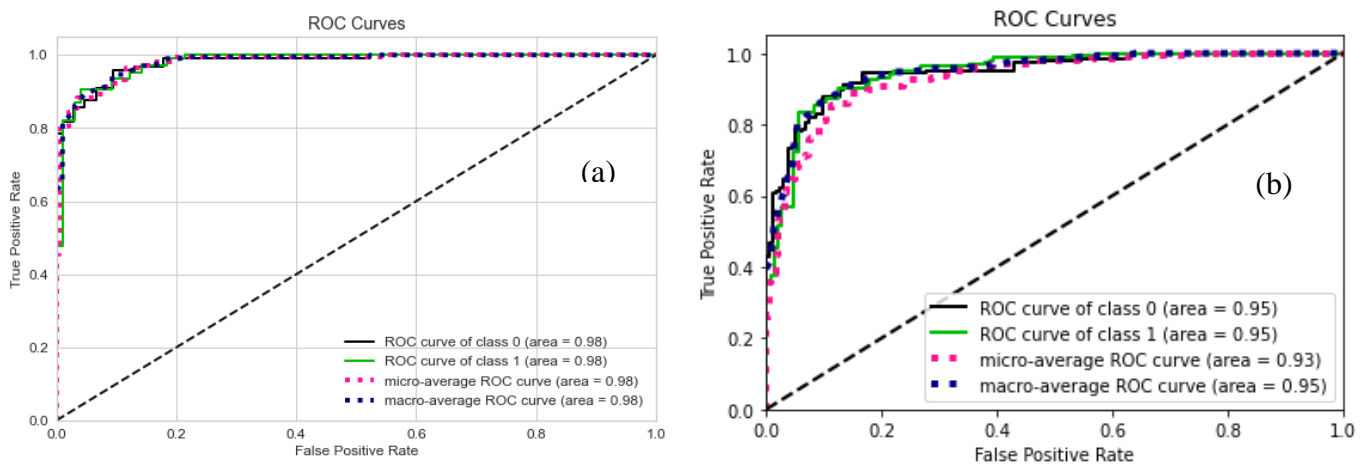 ROC Curves
1.0
0.8
0.6
0.4
0.2
0.0
True Positive Rate
(a)
ROC curve of class 0 (area = 0.98)
ROC curve of class 1 (area = 0.98)
micro-average ROC curve (area = 0.98)
macro-average ROC curve (area = 0.98)
0.0 0.2 0.4 0.6 0.8 1.0
False Positive Rate
ROC Curves
1.0
0.8
0.6
0.4
0.2
0.0
True Positive Rate
(b)
ROC curve of class 0 (area = 0.95)
ROC curve of class 1 (area = 0.95)
micro-average ROC curve (area = 0.93)
macro-average ROC curve (area = 0.95)
0.0 0.2 0.4 0.6 0.8 1.0
False Positive Rate